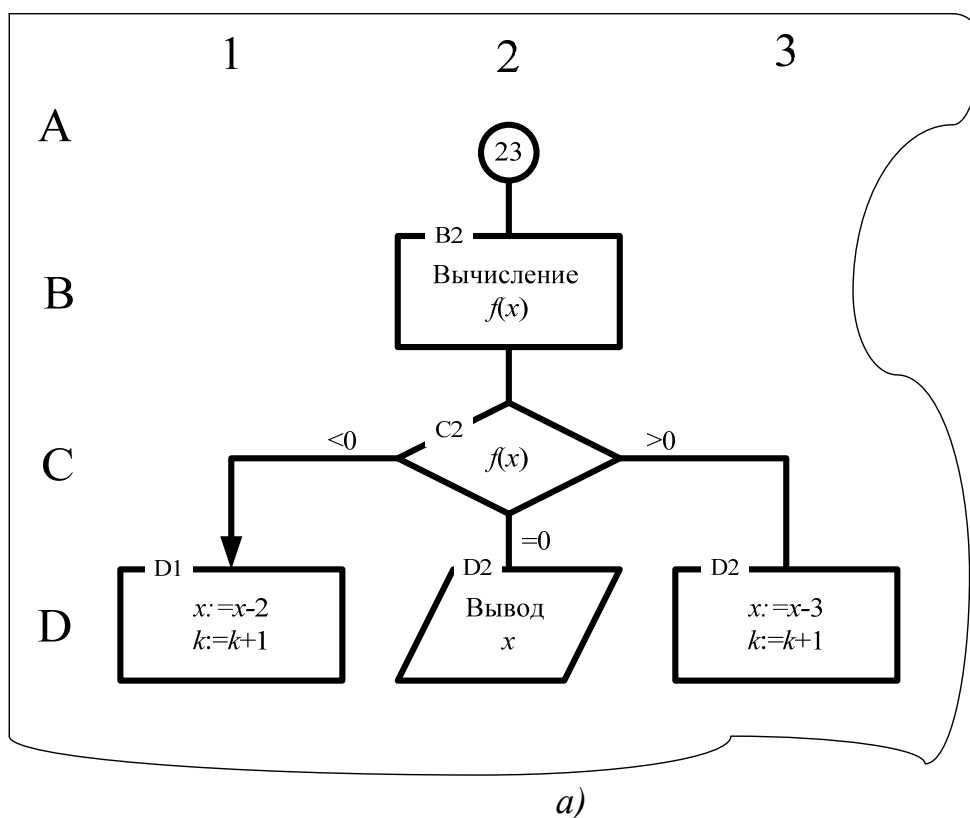 1 2 3
A
23
B2
B
Вычисление
f(x)
C2
<0
>0
C
f(x)
=0
D1
D2
D2
D
x:=x-2
k:=k+1
Вывод
x
x:=x-3
k:=k+1
а)